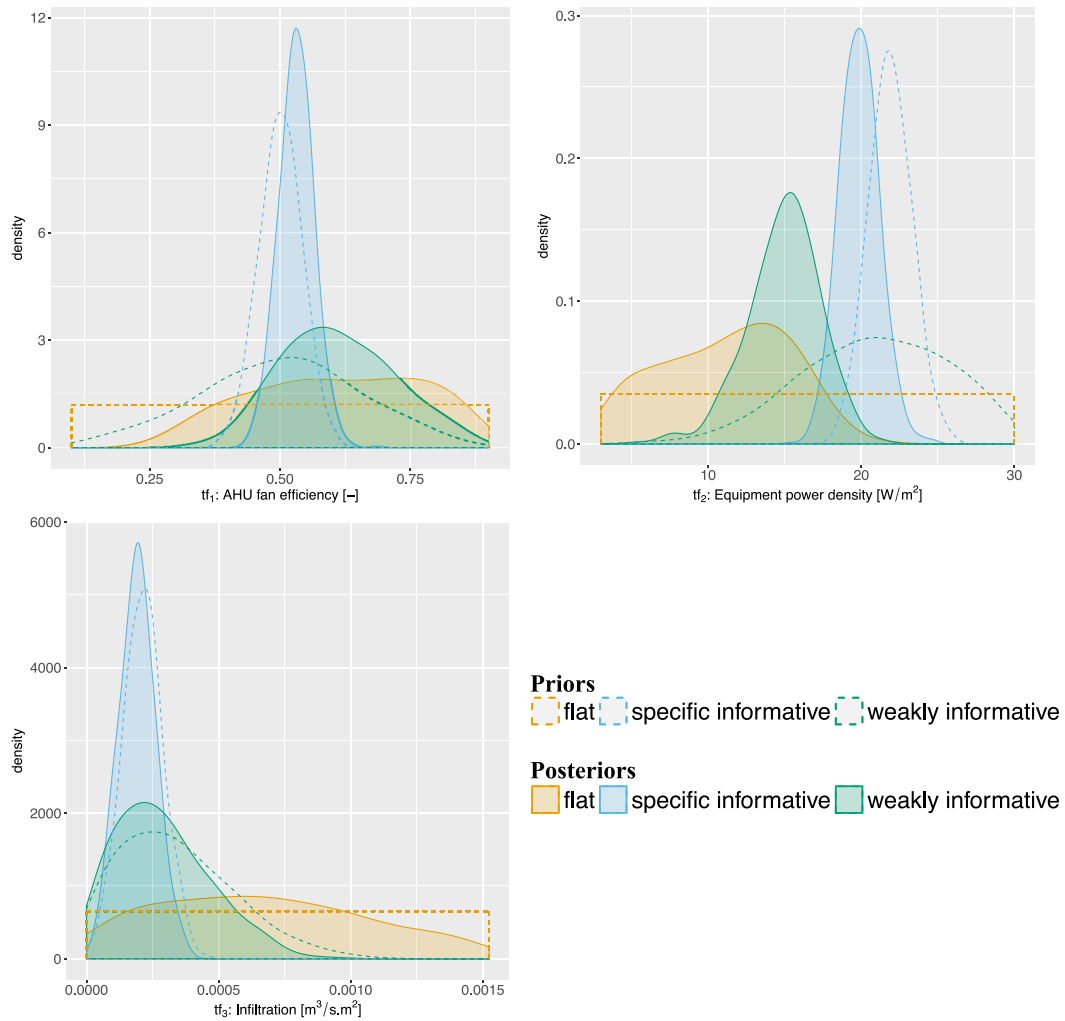 12
9
6
3
0
density
0.25
0.50
0.75
tf₁: AHU fan efficiency [−]
0.3
0.2
0.1
0.0
density
10
20
30
tf₂: Equipment power density [W/m²]
6000
4000
2000
0
density
0.0000
0.0005
0.0010
0.0015
tf₃: Infiltration [m³/s.m²]
Priors
flat specific informative weakly informative
Posteriors
flat specific informative weakly informative